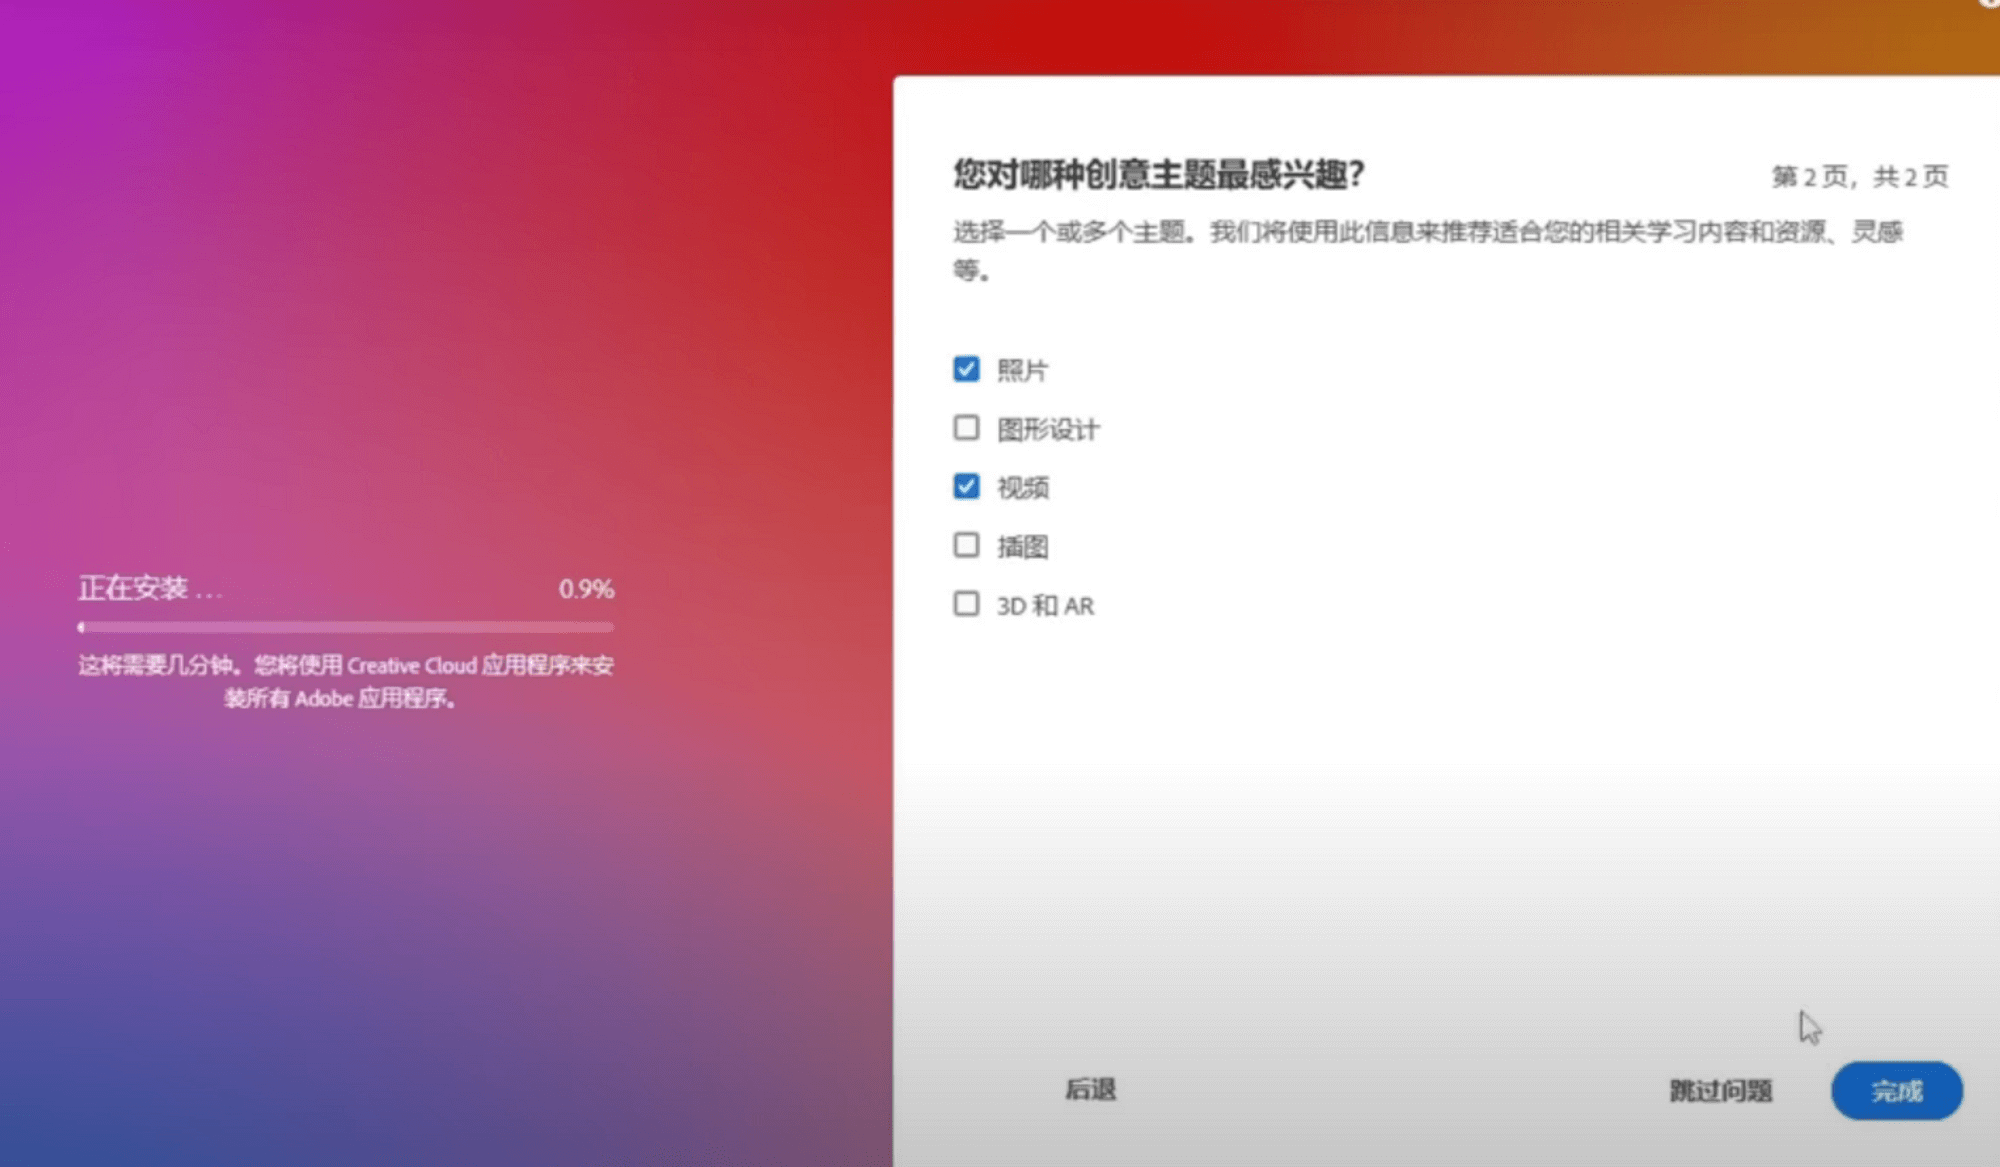 正在安装 ...
0.9%
这将需要几分钟。您将使用 Creative Cloud 应用程序来安
装所有 Adobe 应用程序。
您对哪种创意主题最感兴趣?
第 2 页，共 2 页
选择一个或多个主题。我们将使用此信息来推荐适合您的相关学习内容和资源、灵感
等。
照片
图形设计
视频
插图
3D 和 AR
后退
跳过问题
完成